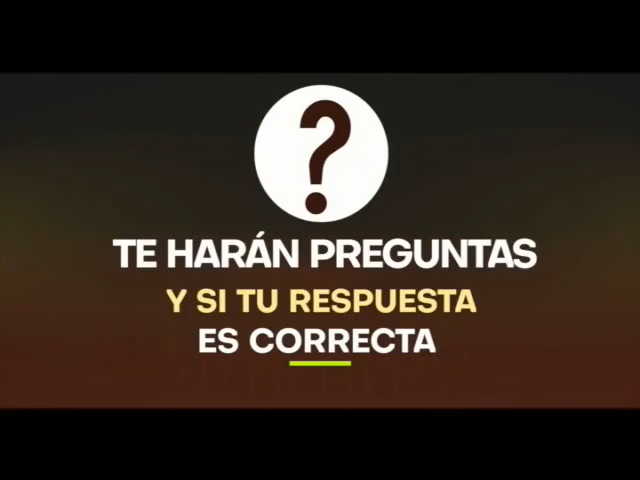 ?
TE HARÁN PREGUNTAS
Y SI TU RESPUESTA
ES CORRECTA